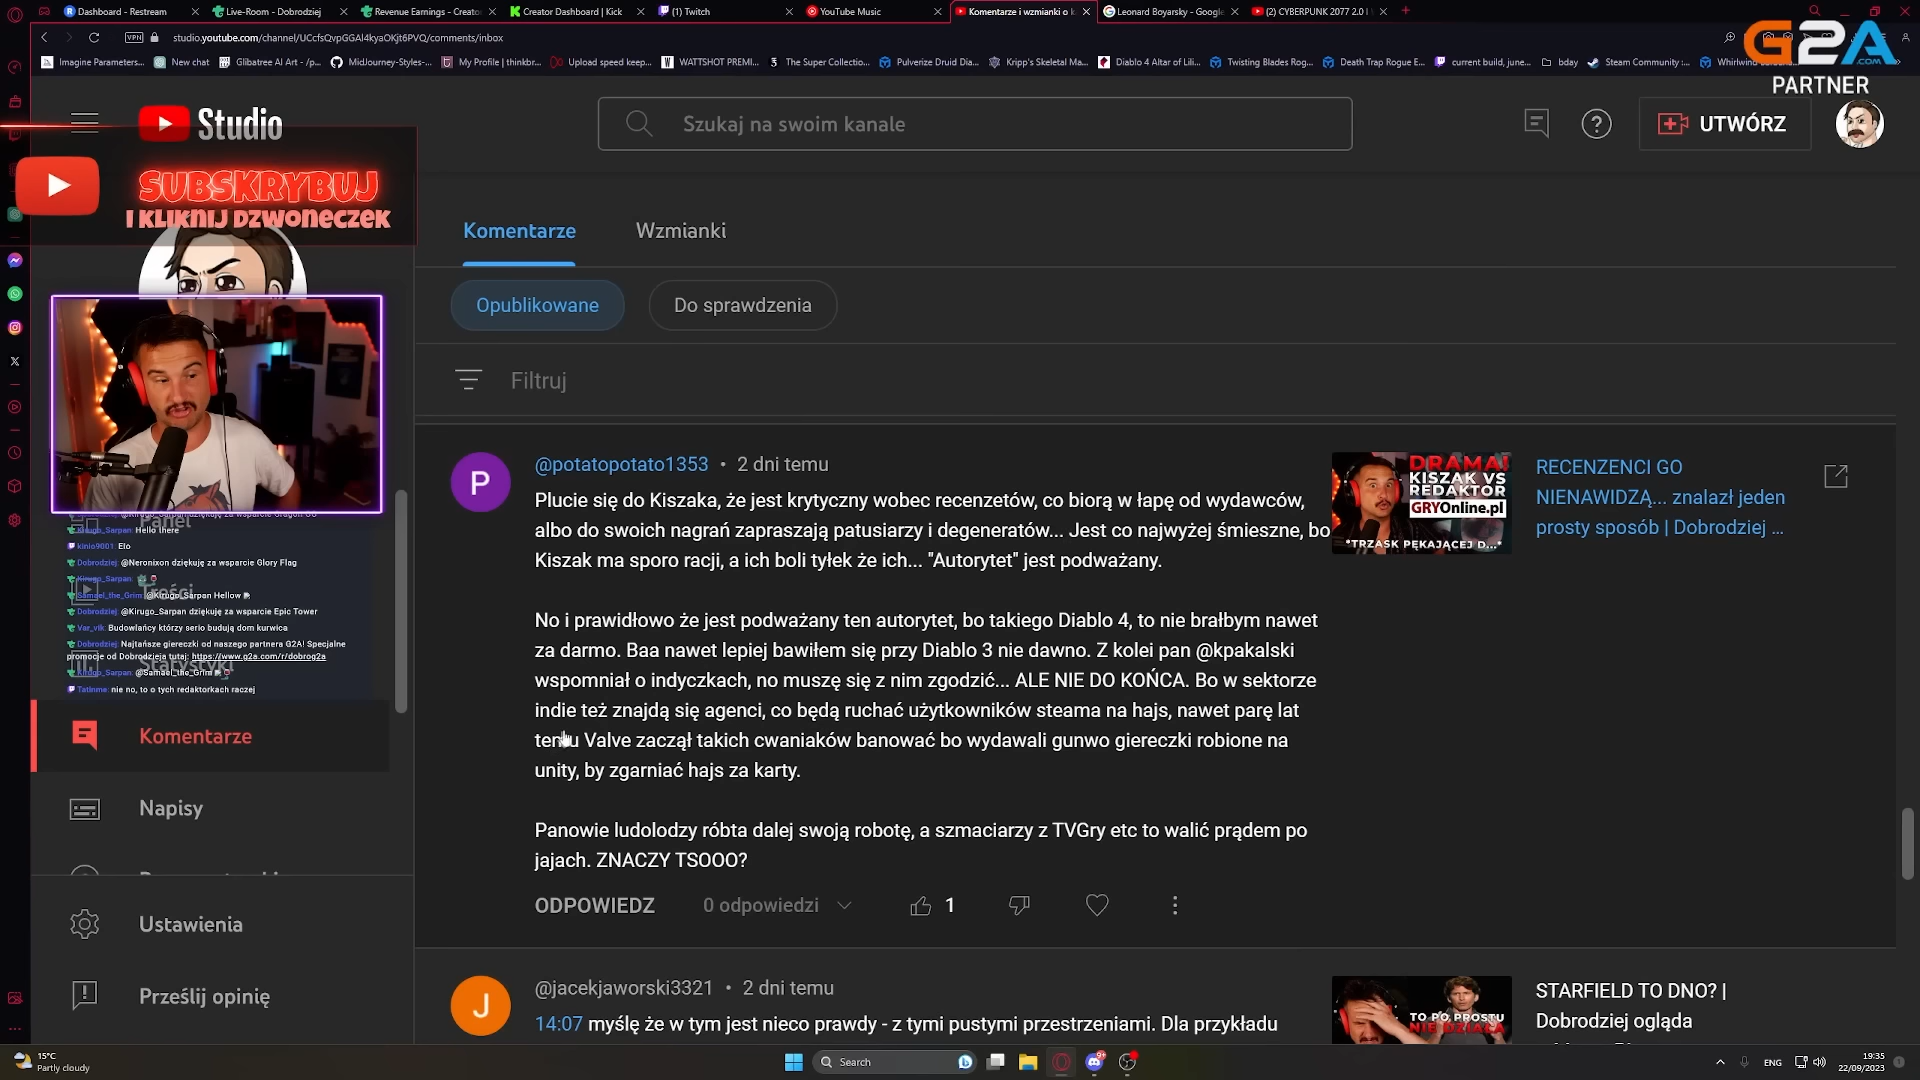 Dashboard - Restream
Live-Room - Dobrodziej
Revenue Earnings - Creato
Creator Dashboard | Kick
(1) Twitch
YouTube Music
Komentarze i wzmianki o k
Leonard Boyarsky - Google
(2) CYBERPUNK 2077 2.0 |
VPN
studio.youtube.com/channel/UCcfsQvpGGAl4kyaOKjt6PVQ/comments/inbox
Imagine Parameters...
New chat
Glibatree AI Art - /p...
MidJourney-Styles-...
My Profile | thinkbr...
Upload speed keep...
WATTSHOT PREMI...
The Super Collectio...
Pulverize Druid Dia...
Kripp's Skeletal Ma...
Diablo 4 Altar of Lili...
Twisting Blades Rog...
Death Trap Rogue E...
current build, june...
bday
Steam Community :...
Whirlwind
G2A
.COM
PARTNER
Studio
Szukaj na swoim kanale
UTWÓRZ
SUBSKRYBUJ
I KLIKNIJ DZWONECZEK
Komentarze
Wzmianki
Opublikowane
Do sprawdzenia
Filtruj
Panel
Kirugo_Sarpan: Hello there
kinio9001: Elo
Dobrodziej: @Neronixon dziękuję za wsparcie Glory Flag
Treści
Kirugo_Sarpan:
Samael_the_Grim: @Kirugo_Sarpan Hellow
Dobrodziej: @Kirugo_Sarpan dziękuję za wsparcie Epic Tower
Var_vik: Budowlańcy którzy serio budują dom kurwica
Dobrodziej: Najtańsze giereczki od naszego partnera G2A! Specjalne
promocje od Dobrodzieja tutaj: https://www.g2a.com/r/dobrog2a
Statystyki
Kirugo_Sarpan: @Samael_the_Grim
TatInme: nie no, to o tych redaktorkach raczej
Komentarze
Napisy
Ustawienia
Prześlij opinię
P
@potatopotato1353 • 2 dni temu
Plucie się do Kiszaka, że jest krytyczny wobec recenzetów, co biorą w łapę od wydawców,
albo do swoich nagrań zapraszają patusiarzy i degeneratów... Jest co najwyżej śmieszne, bo
Kiszak ma sporo racji, a ich boli tyłek że ich... "Autorytet" jest podważany.
No i prawidłowo że jest podważany ten autorytet, bo takiego Diablo 4, to nie brałbym nawet
za darmo. Baa nawet lepiej bawiłem się przy Diablo 3 nie dawno. Z kolei pan @kpakalski
wspomniał o indyczkach, no muszę się z nim zgodzić... ALE NIE DO KOŃCA. Bo w sektorze
indie też znajdą się agenci, co będą ruchać użytkowników steama na hajs, nawet parę lat
temu Valve zaczął takich cwaniaków banować bo wydawali gunwo giereczki robione na
unity, by zgarniać hajs za karty.
Panowie ludolodzy róbta dalej swoją robotę, a szmaciarzy z TVGry etc to walić prądem po
jajach. ZNACZY TSOOO?
ODPOWIEDZ
0 odpowiedzi
1
DRAMA!
KISZAK VS
REDAKTOR
GRYOnline.pl
*TRZASK PĘKAJĄCEJ D...*
RECENZENCI GO
NIENAWIDZĄ... znalazł jeden
prosty sposób | Dobrodziej ...
J
@jacekjaworski3321 • 2 dni temu
14:07 myślę że w tym jest nieco prawdy - z tymi pustymi przestrzeniami. Dla przykładu
TO PO PROSTU
NIE DZIAŁA
STARFIELD TO DNO? |
Dobrodziej ogląda
15°C
Partly cloudy
Search
ENG
19:35
22/09/2023